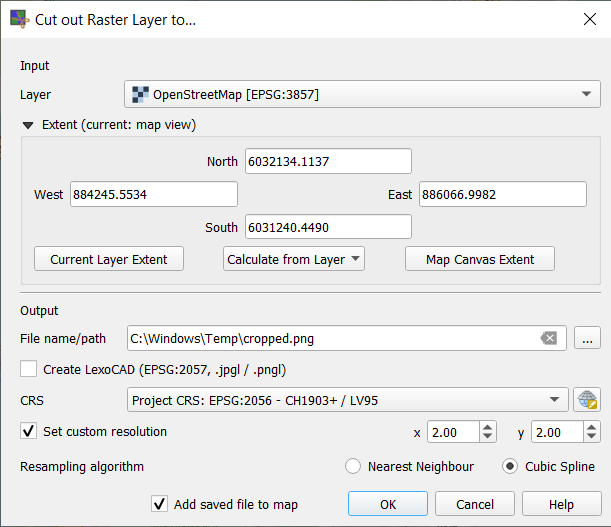 Cut out Raster Layer to...
Input
Layer OpenStreetMap [EPSG:3857]
Extent (current: map view)
North 6032134.1137
West 884245.5534 East 886066.9982
South 6031240.4490
Current Layer Extent Calculate from Layer Map Canvas Extent
Output
File name/path C:\Windows\Temp\cropped.png ...
Create LexoCAD (EPSG:2057, .jpgl / .pngl)
CRS Project CRS: EPSG:2056 - CH1903+ / LV95
Set custom resolution x 2.00 y 2.00
Resampling algorithm Nearest Neighbour Cubic Spline
Add saved file to map OK Cancel Help